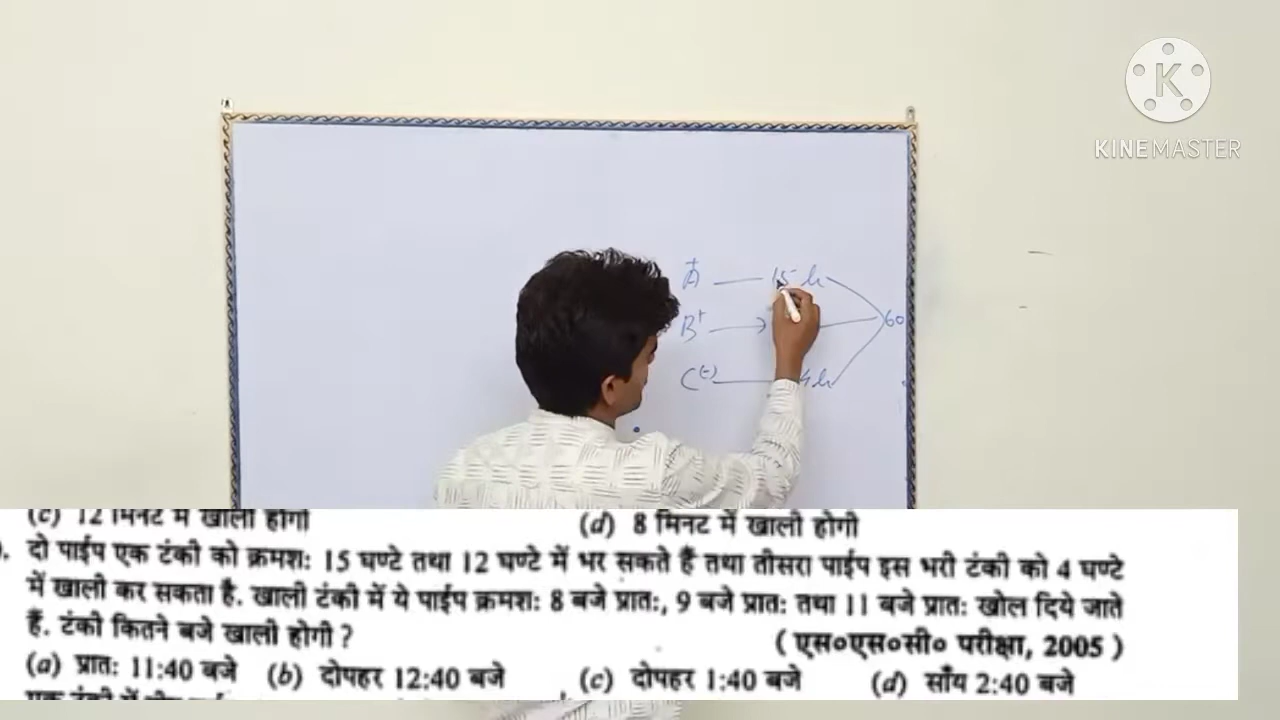 KINEMASTER
A+ — 15 h
B+ → 60
C(-) — 4h
(c) 12 मिनट में खाली होगी (d) 8 मिनट में खाली होगी
). दो पाईप एक टंकी को क्रमशः 15 घण्टे तथा 12 घण्टे में भर सकते हैं तथा तीसरा पाईप इस भरी टंकी को 4 घण्टे
में खाली कर सकता है. खाली टंकी में ये पाईप क्रमशः 8 बजे प्रातः, 9 बजे प्रातः तथा 11 बजे प्रातः खोल दिये जाते
हैं. टंकी कितने बजे खाली होगी ? ( एस०एस०सी० परीक्षा, 2005 )
(a) प्रातः 11:40 बजे (b) दोपहर 12:40 बजे (c) दोपहर 1:40 बजे (d) साँय 2:40 बजे